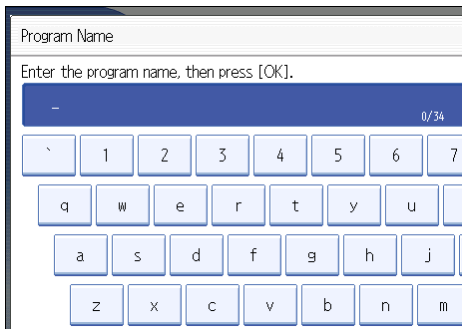 Program Name
Enter the program name, then press [OK].
_
0/34
` 1 2 3 4 5 6 7
q w e r t y u
a s d f g h j
z x c v b n m